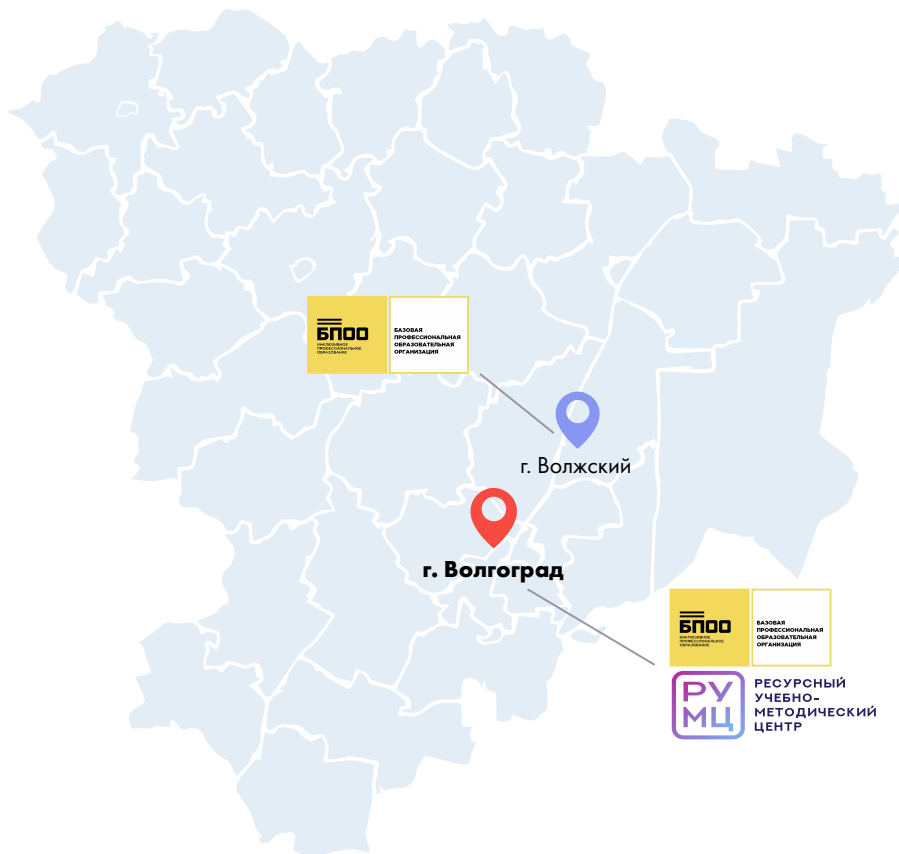 БПОО
ИНКЛЮЗИВНОЕ
ПРОФЕССИОНАЛЬНОЕ
ОБРАЗОВАНИЕ
БАЗОВАЯ
ПРОФЕССИОНАЛЬНАЯ
ОБРАЗОВАТЕЛЬНАЯ
ОРГАНИЗАЦИЯ
г. Волжский
г. Волгоград
БПОО
ИНКЛЮЗИВНОЕ
ПРОФЕССИОНАЛЬНОЕ
ОБРАЗОВАНИЕ
БАЗОВАЯ
ПРОФЕССИОНАЛЬНАЯ
ОБРАЗОВАТЕЛЬНАЯ
ОРГАНИЗАЦИЯ
РУ
МЦ
РЕСУРСНЫЙ
УЧЕБНО-
МЕТОДИЧЕСКИЙ
ЦЕНТР